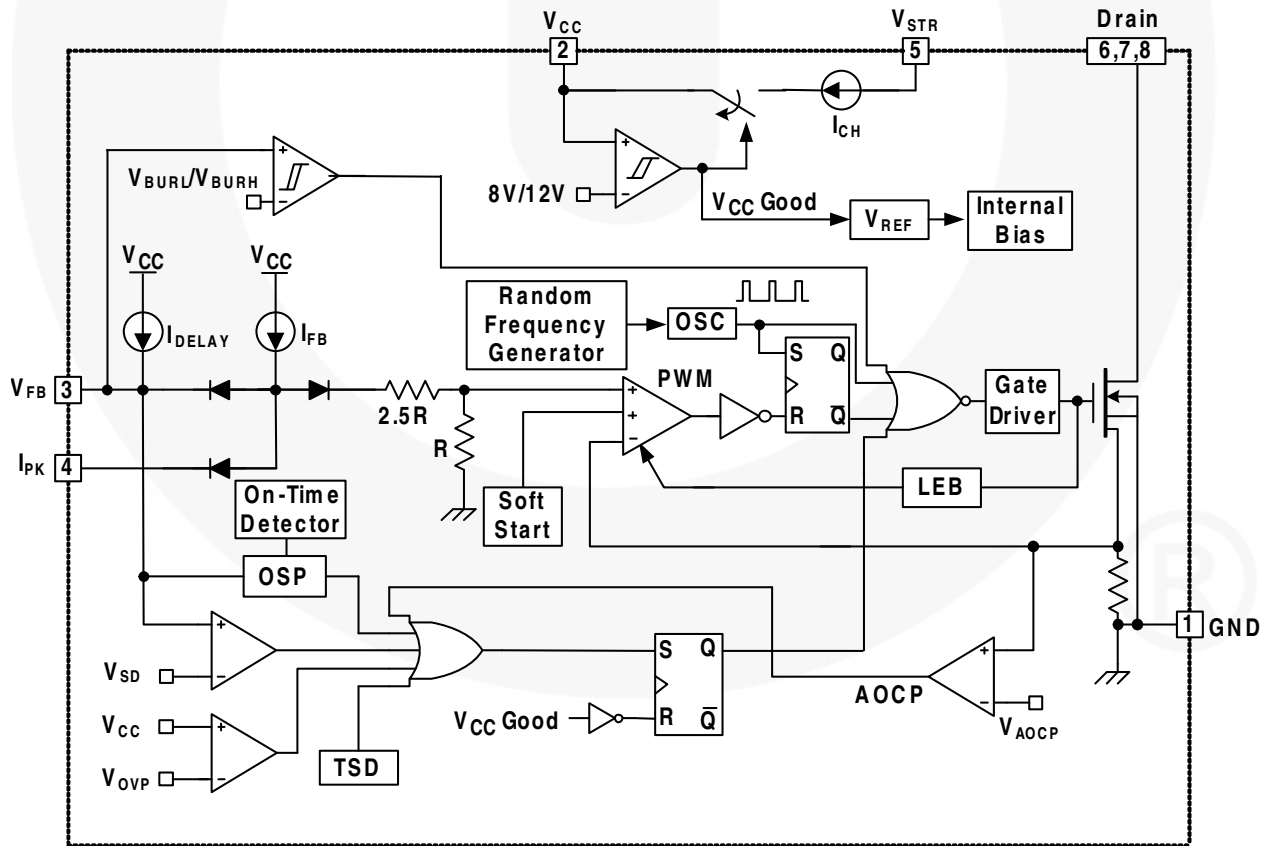 VCC
VSTR
Drain
2
5
6,7,8
ICH
+
VBURL/VBURH
−
+
8V/12V
−
VCC Good
VREF
Internal
Bias
VCC
VCC
Random
Frequency
Generator
OSC
IDELAY
IFB
S
Q
VFB
3
PWM
2.5R
+
+
−
R
Q̅
Gate
Driver
R
IPK
4
LEB
Soft
Start
On-Time
Detector
OSP
1
GND
+
VSD
−
S
Q
+
−
AOCP
VAOCP
VCC Good
R
Q̅
VCC
+
VOVP
−
TSD
®